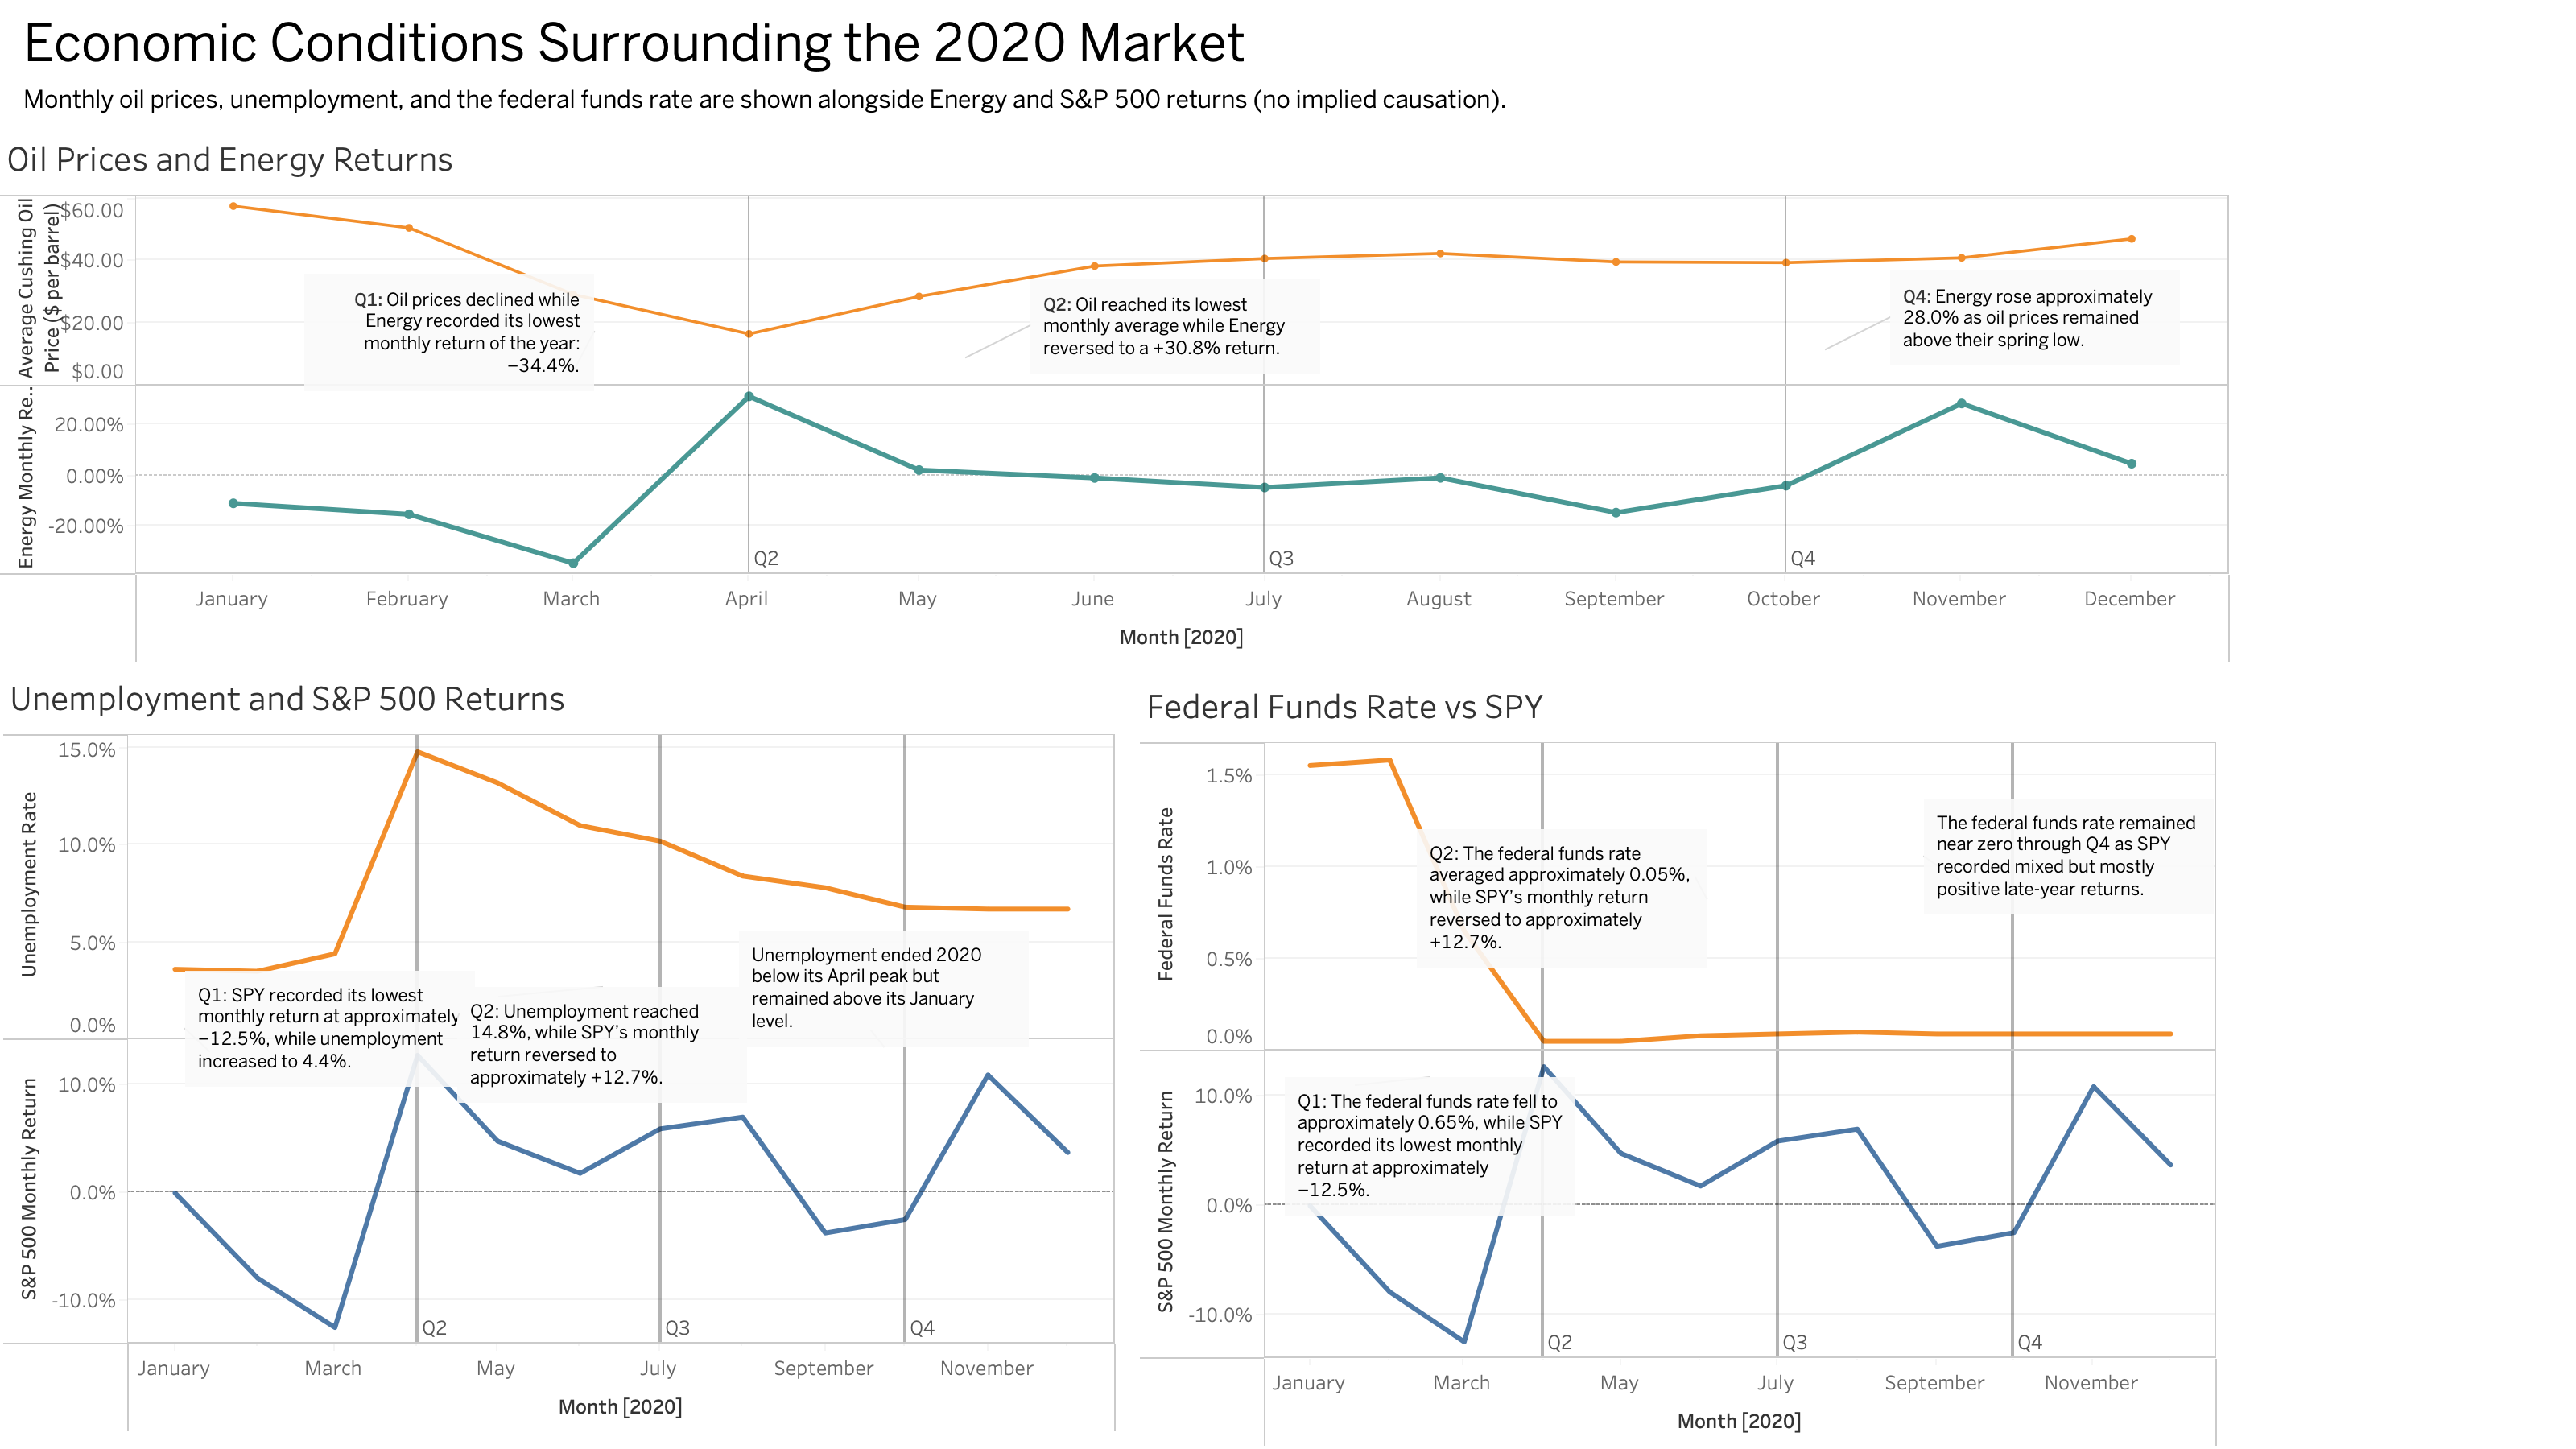 Economic Conditions Surrounding the 2020 Market
Monthly oil prices, unemployment, and the federal funds rate are shown alongside Energy and S&P 500 returns (no implied causation).
Oil Prices and Energy Returns
Average Cushing Oil
Price ($ per barrel)
$60.00
$40.00
$20.00
$0.00
Q1: Oil prices declined while
Energy recorded its lowest
monthly return of the year:
−34.4%.
Q2: Oil reached its lowest
monthly average while Energy
reversed to a +30.8% return.
Q4: Energy rose approximately
28.0% as oil prices remained
above their spring low.
Energy Monthly Re..
20.00%
0.00%
-20.00%
Q2
Q3
Q4
January
February
March
April
May
June
July
August
September
October
November
December
Month [2020]
Unemployment and S&P 500 Returns
Unemployment Rate
15.0%
10.0%
5.0%
0.0%
Q1: SPY recorded its lowest
monthly return at approximately
−12.5%, while unemployment
increased to 4.4%.
Q2: Unemployment reached
14.8%, while SPY's monthly
return reversed to
approximately +12.7%.
Unemployment ended 2020
below its April peak but
remained above its January
level.
S&P 500 Monthly Return
10.0%
0.0%
-10.0%
Q2
Q3
Q4
January
March
May
July
September
November
Month [2020]
Federal Funds Rate vs SPY
Federal Funds Rate
1.5%
1.0%
0.5%
0.0%
Q2: The federal funds rate
averaged approximately 0.05%,
while SPY's monthly return
reversed to approximately
+12.7%.
The federal funds rate remained
near zero through Q4 as SPY
recorded mixed but mostly
positive late-year returns.
Q1: The federal funds rate fell to
approximately 0.65%, while SPY
recorded its lowest monthly
return at approximately
−12.5%.
S&P 500 Monthly Return
10.0%
0.0%
-10.0%
Q2
Q3
Q4
January
March
May
July
September
November
Month [2020]